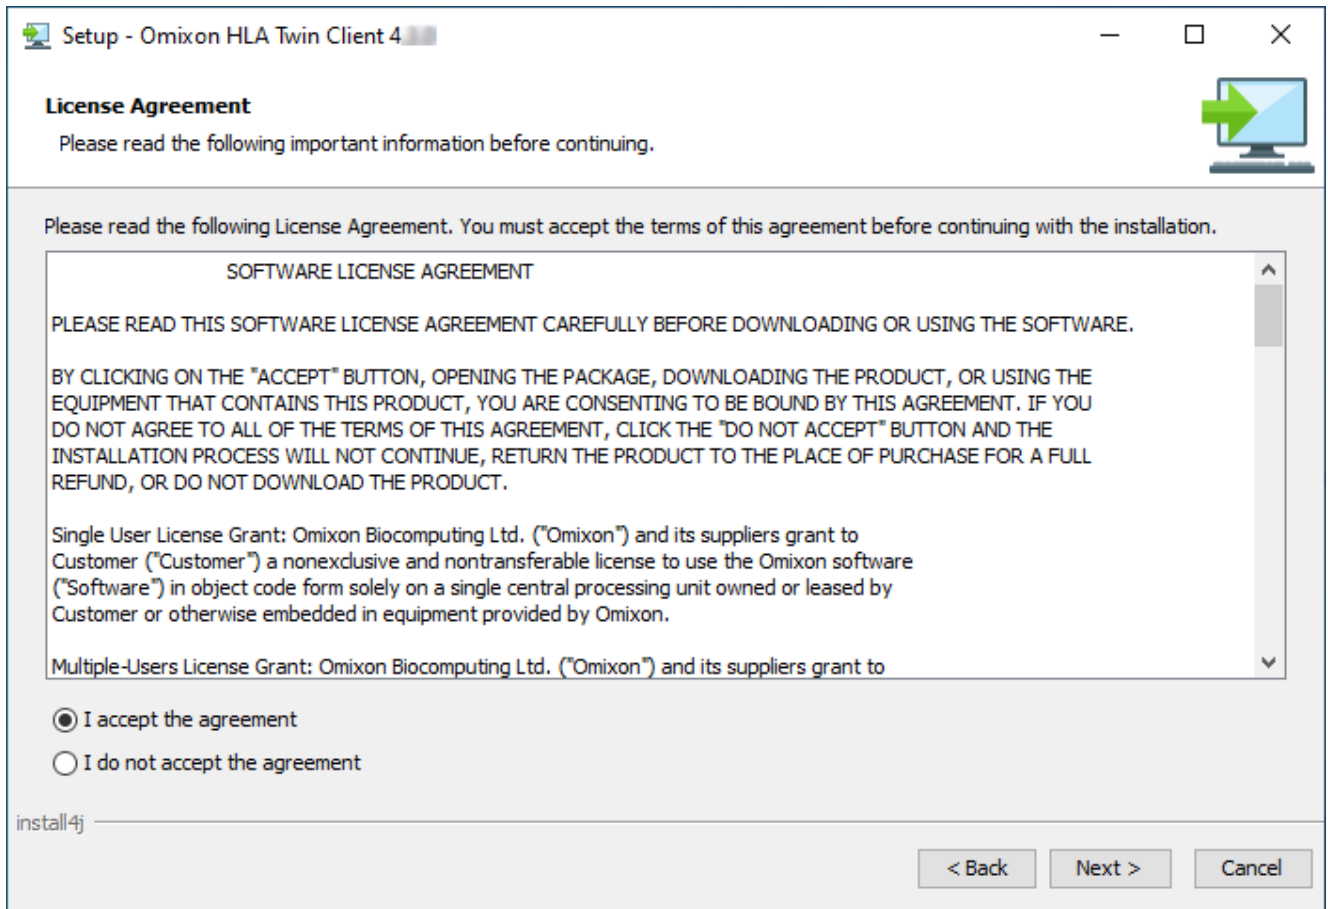 Setup - Omixon HLA Twin Client 4
License Agreement
Please read the following important information before continuing.
Please read the following License Agreement. You must accept the terms of this agreement before continuing with the installation.
SOFTWARE LICENSE AGREEMENT
PLEASE READ THIS SOFTWARE LICENSE AGREEMENT CAREFULLY BEFORE DOWNLOADING OR USING THE SOFTWARE.
BY CLICKING ON THE "ACCEPT" BUTTON, OPENING THE PACKAGE, DOWNLOADING THE PRODUCT, OR USING THE
EQUIPMENT THAT CONTAINS THIS PRODUCT, YOU ARE CONSENTING TO BE BOUND BY THIS AGREEMENT. IF YOU
DO NOT AGREE TO ALL OF THE TERMS OF THIS AGREEMENT, CLICK THE "DO NOT ACCEPT" BUTTON AND THE
INSTALLATION PROCESS WILL NOT CONTINUE, RETURN THE PRODUCT TO THE PLACE OF PURCHASE FOR A FULL
REFUND, OR DO NOT DOWNLOAD THE PRODUCT.
Single User License Grant: Omixon Biocomputing Ltd. ("Omixon") and its suppliers grant to
Customer ("Customer") a nonexclusive and nontransferable license to use the Omixon software
("Software") in object code form solely on a single central processing unit owned or leased by
Customer or otherwise embedded in equipment provided by Omixon.
Multiple-Users License Grant: Omixon Biocomputing Ltd. ("Omixon") and its suppliers grant to
I accept the agreement
I do not accept the agreement
install4j
< Back Next > Cancel